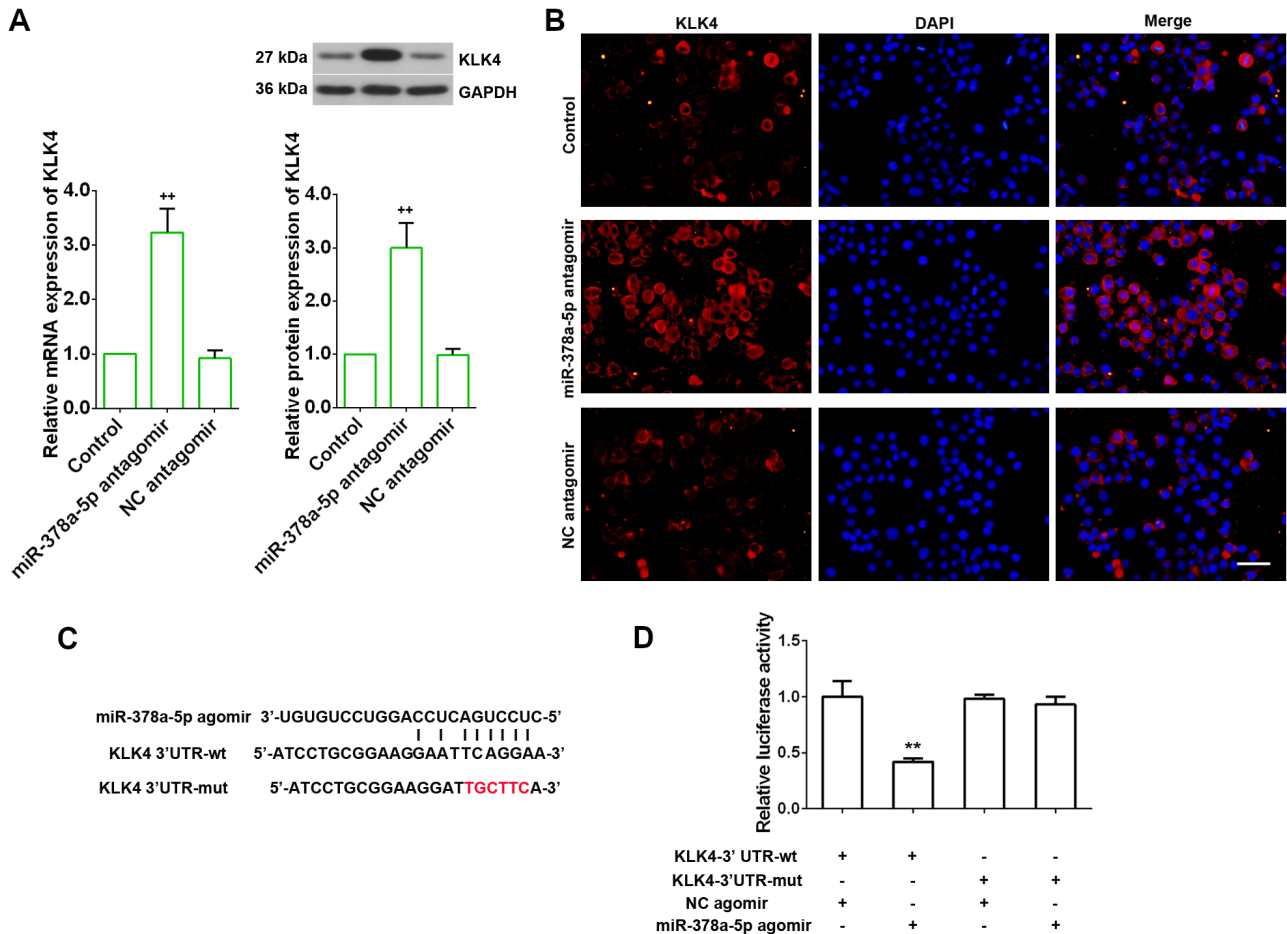 A
27 kDa
KLK4
36 kDa
GAPDH
Relative mRNA expression of KLK4
4.0
3.0
2.0
1.0
0.0
++
Control
miR-378a-5p antagomir
NC antagomir
Relative protein expression of KLK4
4.0
3.0
2.0
1.0
0.0
++
Control
miR-378a-5p antagomir
NC antagomir
B
KLK4 DAPI Merge
Control
miR-378a-5p antagomir
NC antagomir
C
miR-378a-5p agomir 3’-UGUGUCCUGGACCUCAGUCCUC-5’
KLK4 3’UTR-wt 5’-ATCCTGCGGAAGGAATTCAGGAA-3’
KLK4 3’UTR-mut 5’-ATCCTGCGGAAGGATTGCTTCA-3’
D
Relative luciferase activity
1.5
1.0
0.5
0.0
**
KLK4-3’ UTR-wt + + - -
KLK4-3’UTR-mut - - + +
NC agomir + - + -
miR-378a-5p agomir - + - +